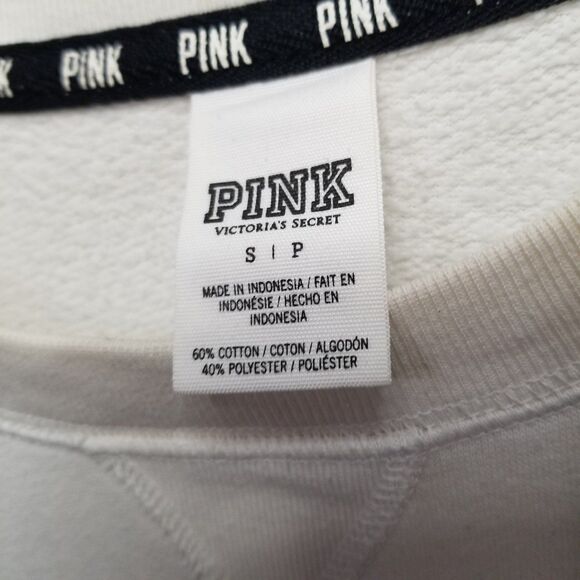 PINK PINK PINK PINK
PINK
VICTORIA'S SECRET
S | P
MADE IN INDONESIA / FAIT EN
INDONÉSIE / HECHO EN
INDONESIA
60% COTTON / COTON / ALGODÓN
40% POLYESTER / POLIÉSTER